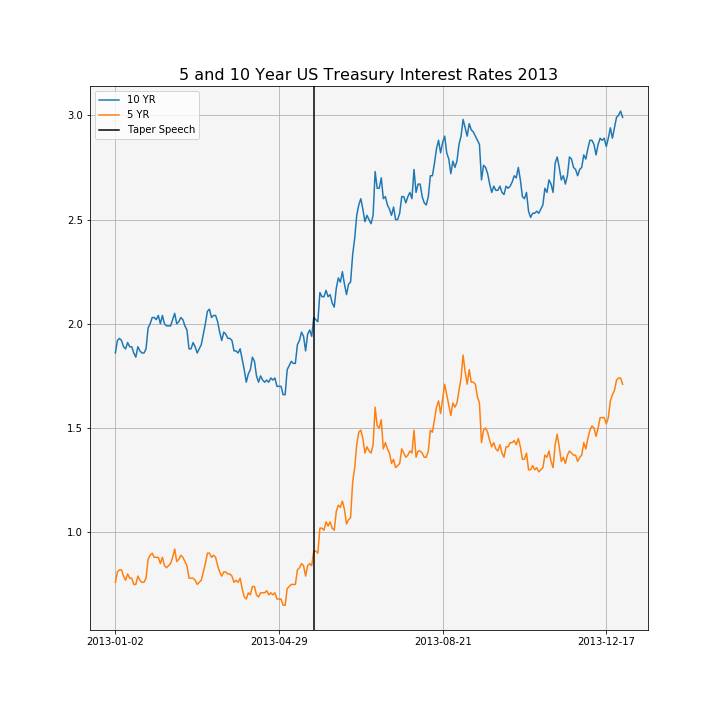 5 and 10 Year US Treasury Interest Rates 2013
10 YR
5 YR
Taper Speech
3.0
2.5
2.0
1.5
1.0
2013-01-02 2013-04-29 2013-08-21 2013-12-17